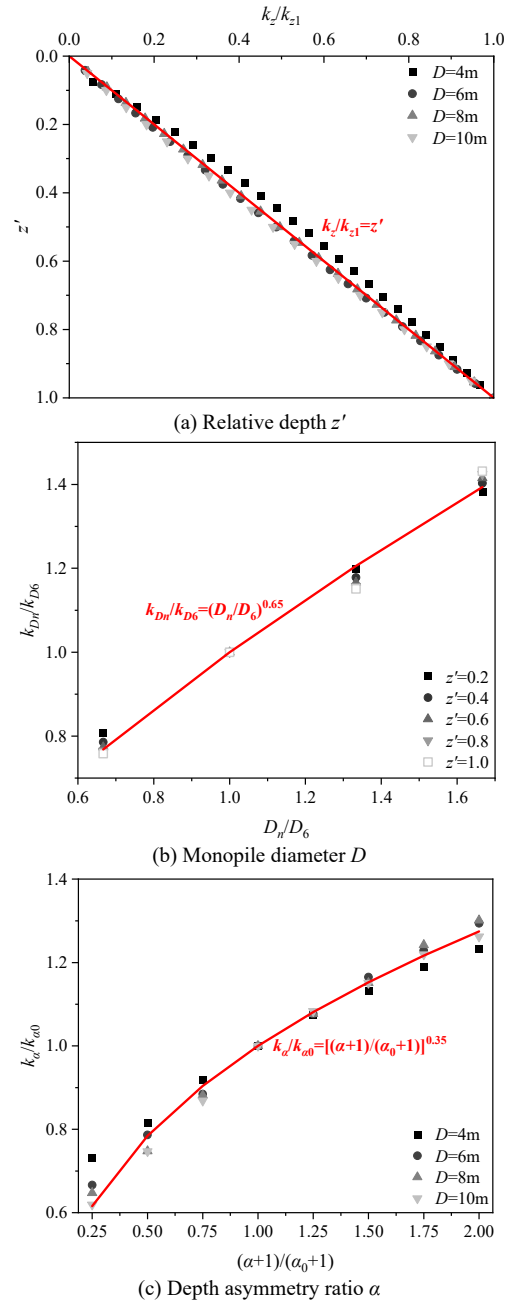 k_z/k_z1
0.0 0.2 0.4 0.6 0.8 1.0
0.0
0.2
0.4
0.6
0.8
1.0
z′
D=4m
D=6m
D=8m
D=10m
k_z/k_z1=z′
(a) Relative depth z′
1.4
1.2
1.0
0.8
k_Dn/k_D6
k_Dn/k_D6=(D_n/D_6)^0.65
z′=0.2
z′=0.4
z′=0.6
z′=0.8
z′=1.0
0.6 0.8 1.0 1.2 1.4 1.6
D_n/D_6
(b) Monopile diameter D
1.4
1.2
1.0
0.8
0.6
k_α/k_α0
k_α/k_α0=[(α+1)/(α_0+1)]^0.35
D=4m
D=6m
D=8m
D=10m
0.25 0.50 0.75 1.00 1.25 1.50 1.75 2.00
(α+1)/(α_0+1)
(c) Depth asymmetry ratio α